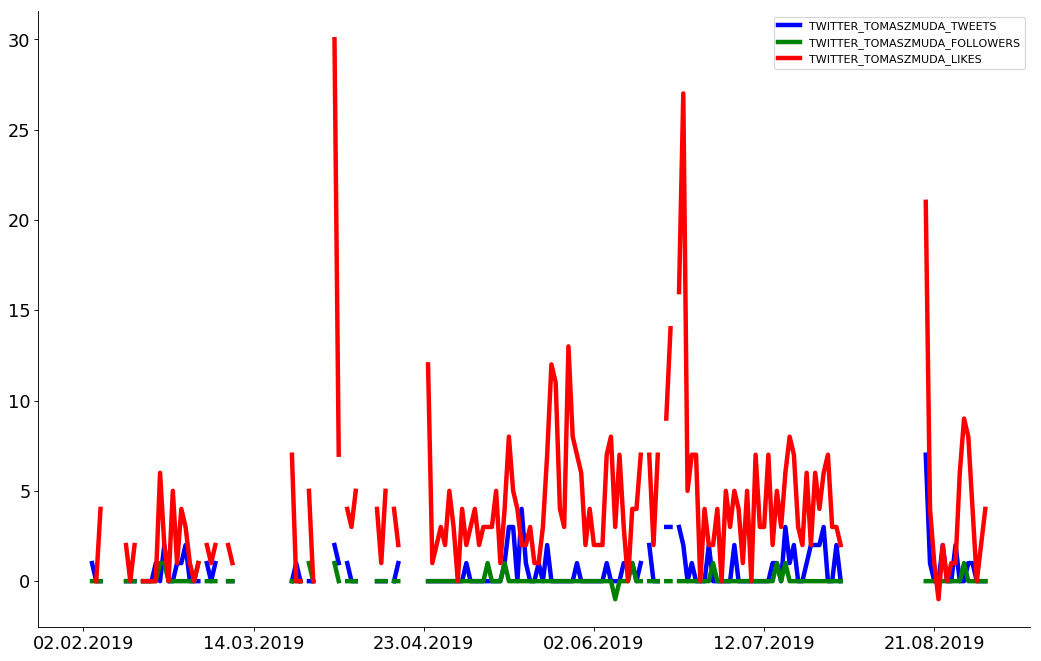 TWITTER_TOMASZMUDA_TWEETS
TWITTER_TOMASZMUDA_FOLLOWERS
TWITTER_TOMASZMUDA_LIKES
30
25
20
15
10
5
0
02.02.2019 14.03.2019 23.04.2019 02.06.2019 12.07.2019 21.08.2019